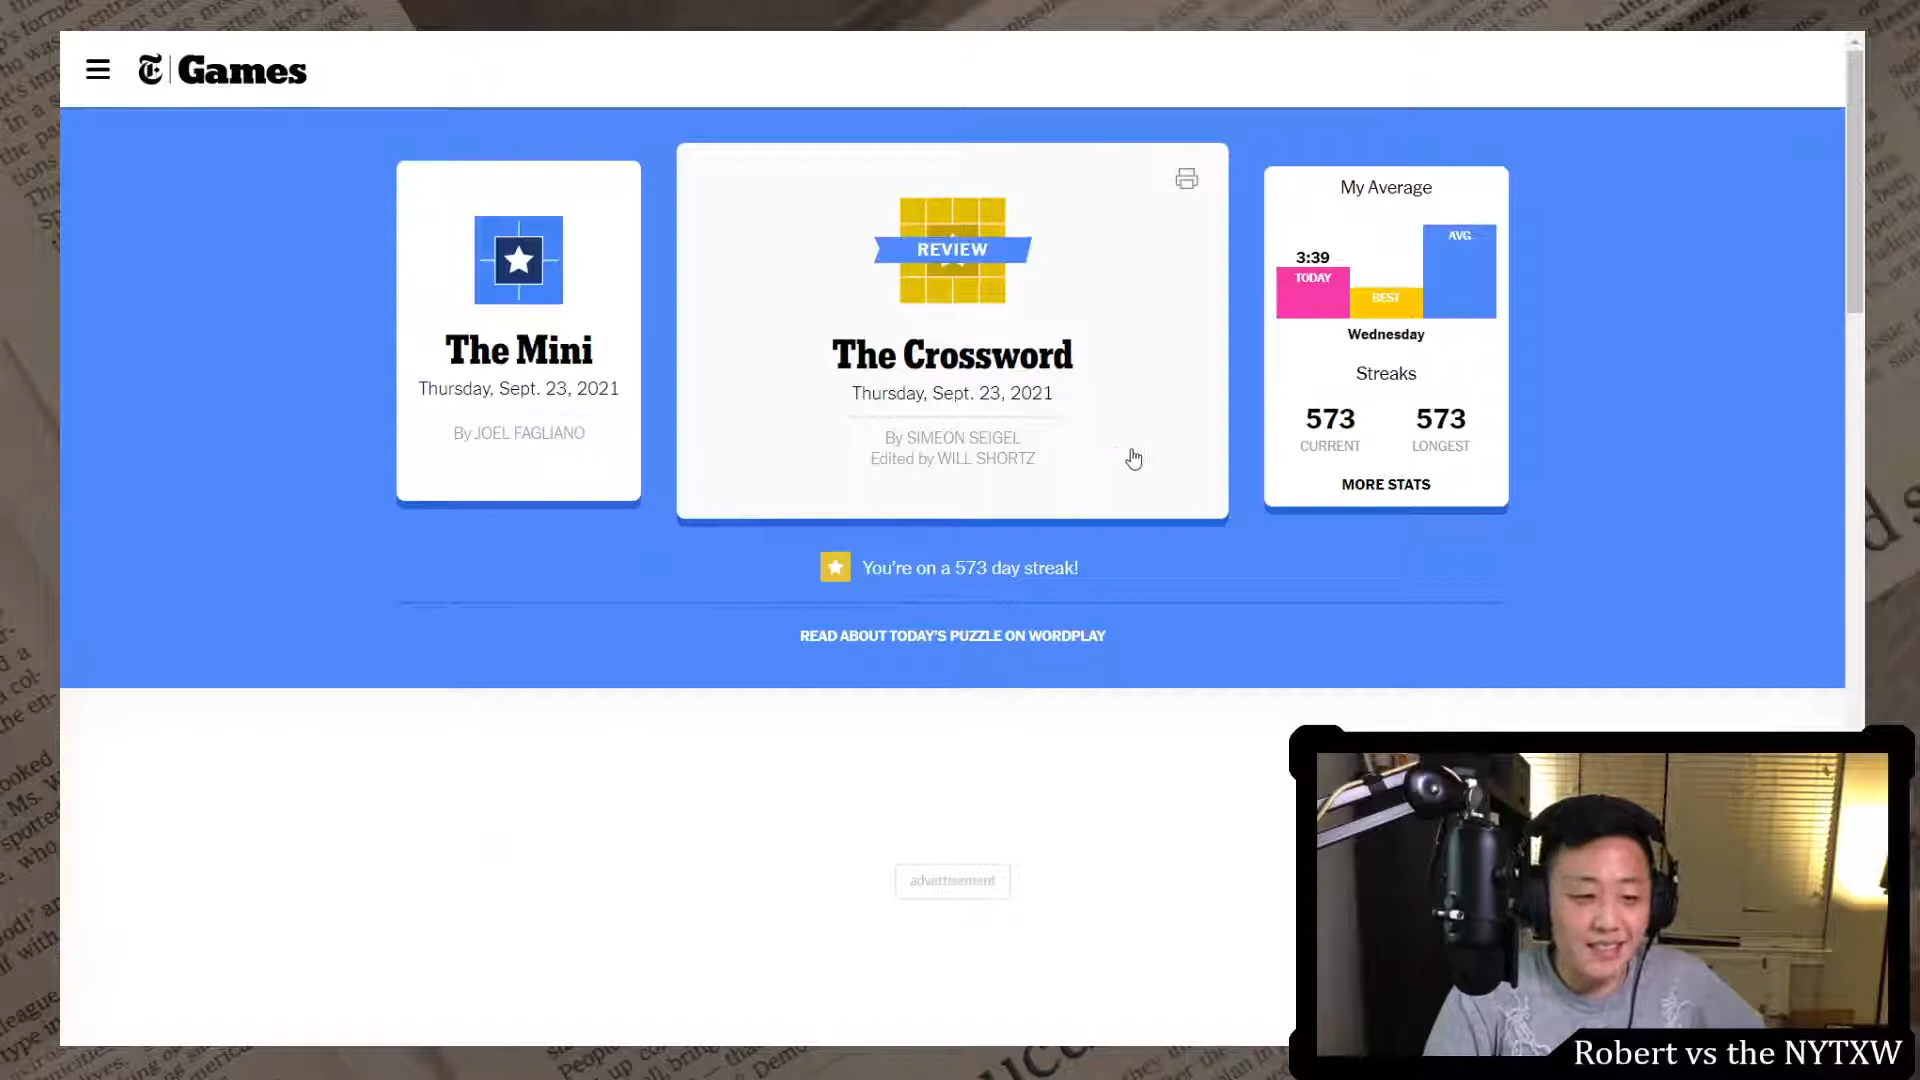 Games
The Mini
Thursday, Sept. 23, 2021
By JOEL FAGLIANO
REVIEW
The Crossword
Thursday, Sept. 23, 2021
By SIMEON SEIGEL
Edited by WILL SHORTZ
My Average
3:39
TODAY
BEST
AVG
Wednesday
Streaks
573
CURRENT
573
LONGEST
MORE STATS
You're on a 573 day streak!
READ ABOUT TODAY'S PUZZLE ON WORDPLAY
advertisement
Robert vs the NYTXW